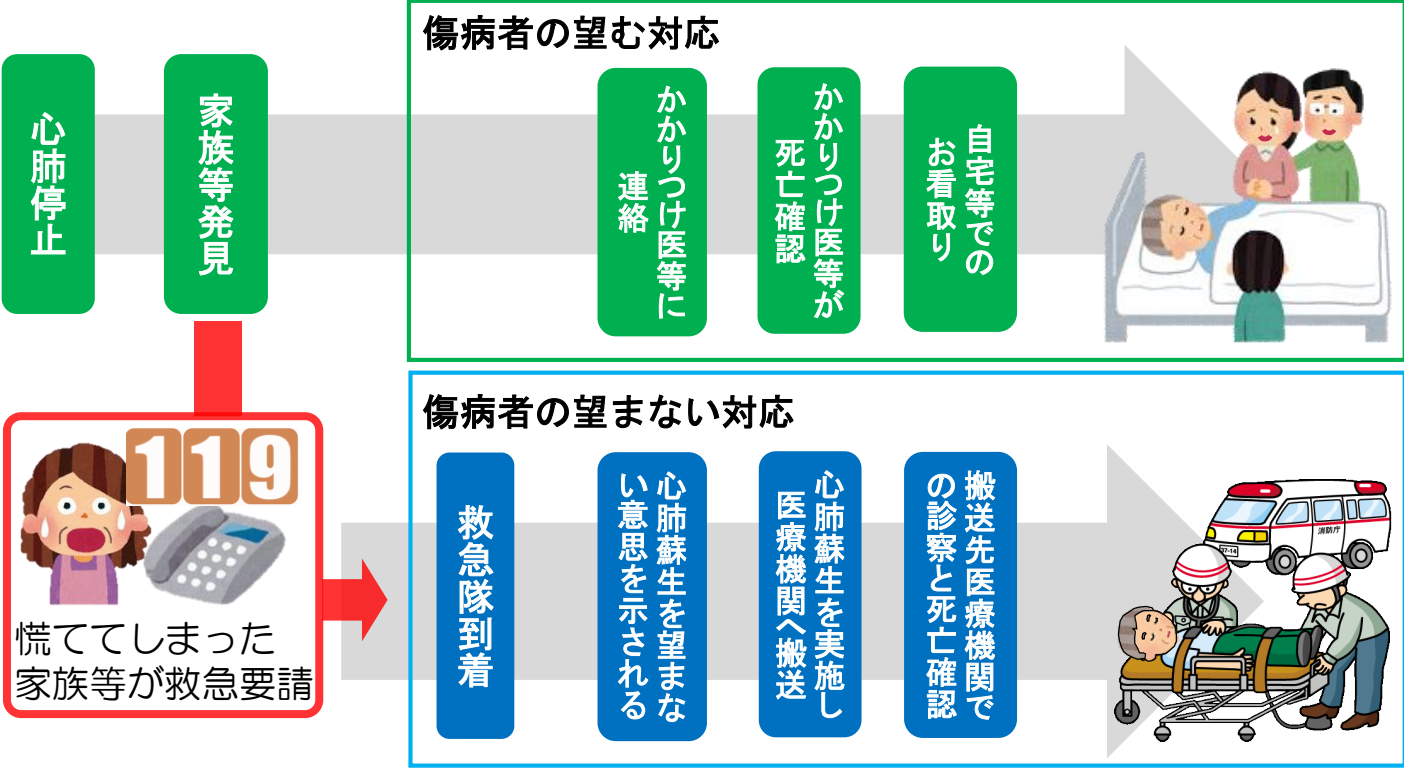 傷病者の望む対応
心肺停止
家族等発見
かかりつけ医等に
連絡
かかりつけ医等が
死亡確認
自宅等での
お看取り
119
慌ててしまった
家族等が救急要請
傷病者の望まない対応
救急隊到着
心肺蘇生を望まな
い意思を示される
心肺蘇生を実施し
医療機関へ搬送
搬送先医療機関で
の診察と死亡確認
消防庁
37-14